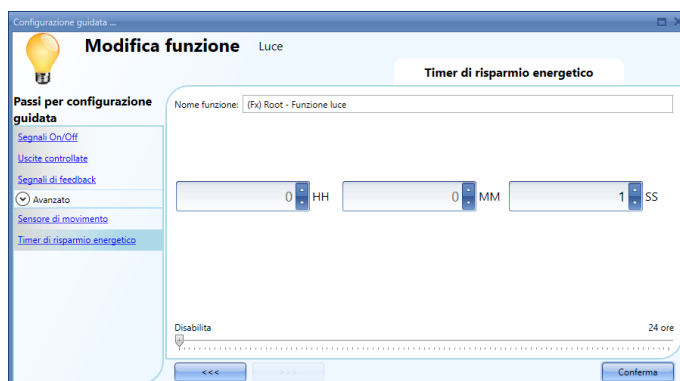 Configurazione guidata ...
Modifica funzione Luce
Timer di risparmio energetico
Passi per configurazione
guidata
Segnali On/Off
Uscite controllate
Segnali di feedback
Avanzato
Sensore di movimento
Timer di risparmio energetico
Nome funzione: (Fx) Root - Funzione luce
0 HH 0 MM 1 SS
Disabilita 24 ore
<<< >>> Conferma